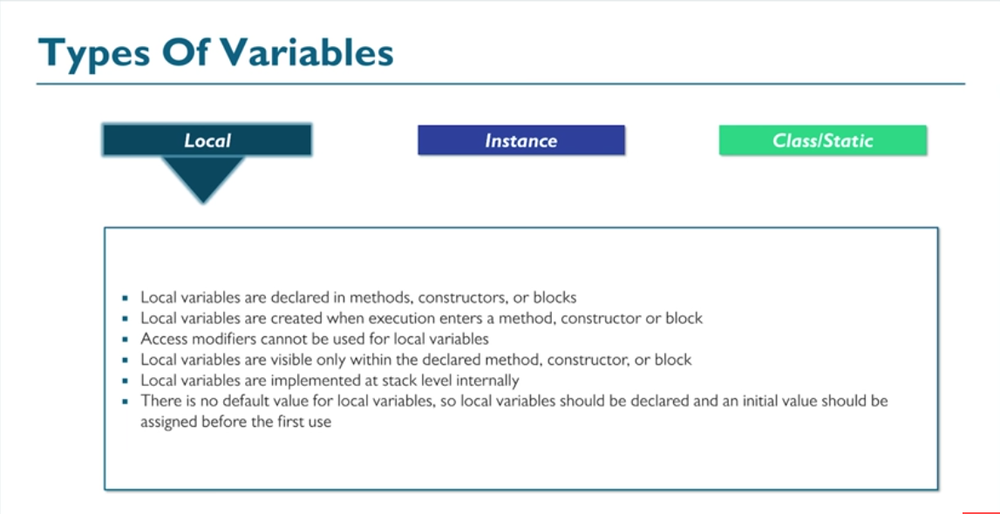 Types Of Variables
Local
Instance
Class/Static
▪ Local variables are declared in methods, constructors, or blocks
▪ Local variables are created when execution enters a method, constructor or block
▪ Access modifiers cannot be used for local variables
▪ Local variables are visible only within the declared method, constructor, or block
▪ Local variables are implemented at stack level internally
▪ There is no default value for local variables, so local variables should be declared and an initial value should be
assigned before the first use